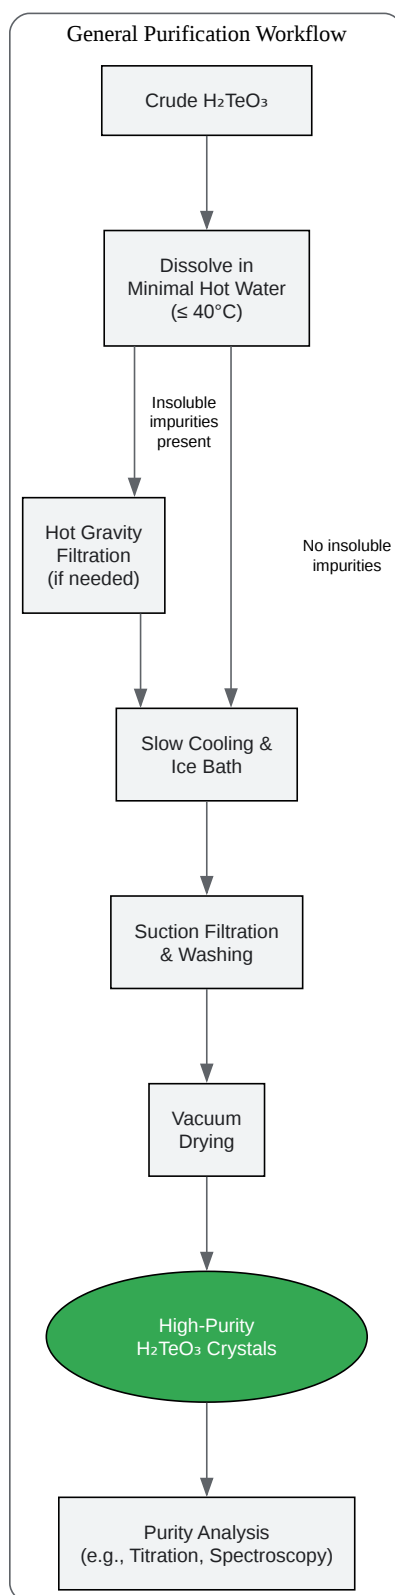 General Purification Workflow
Crude H₂TeO₃
Dissolve in
Minimal Hot Water
(≤ 40°C)
Insoluble
impurities
present
Hot Gravity
Filtration
(if needed)
No insoluble
impurities
Slow Cooling &
Ice Bath
Suction Filtration
& Washing
Vacuum
Drying
High-Purity
H₂TeO₃ Crystals
Purity Analysis
(e.g., Titration, Spectroscopy)